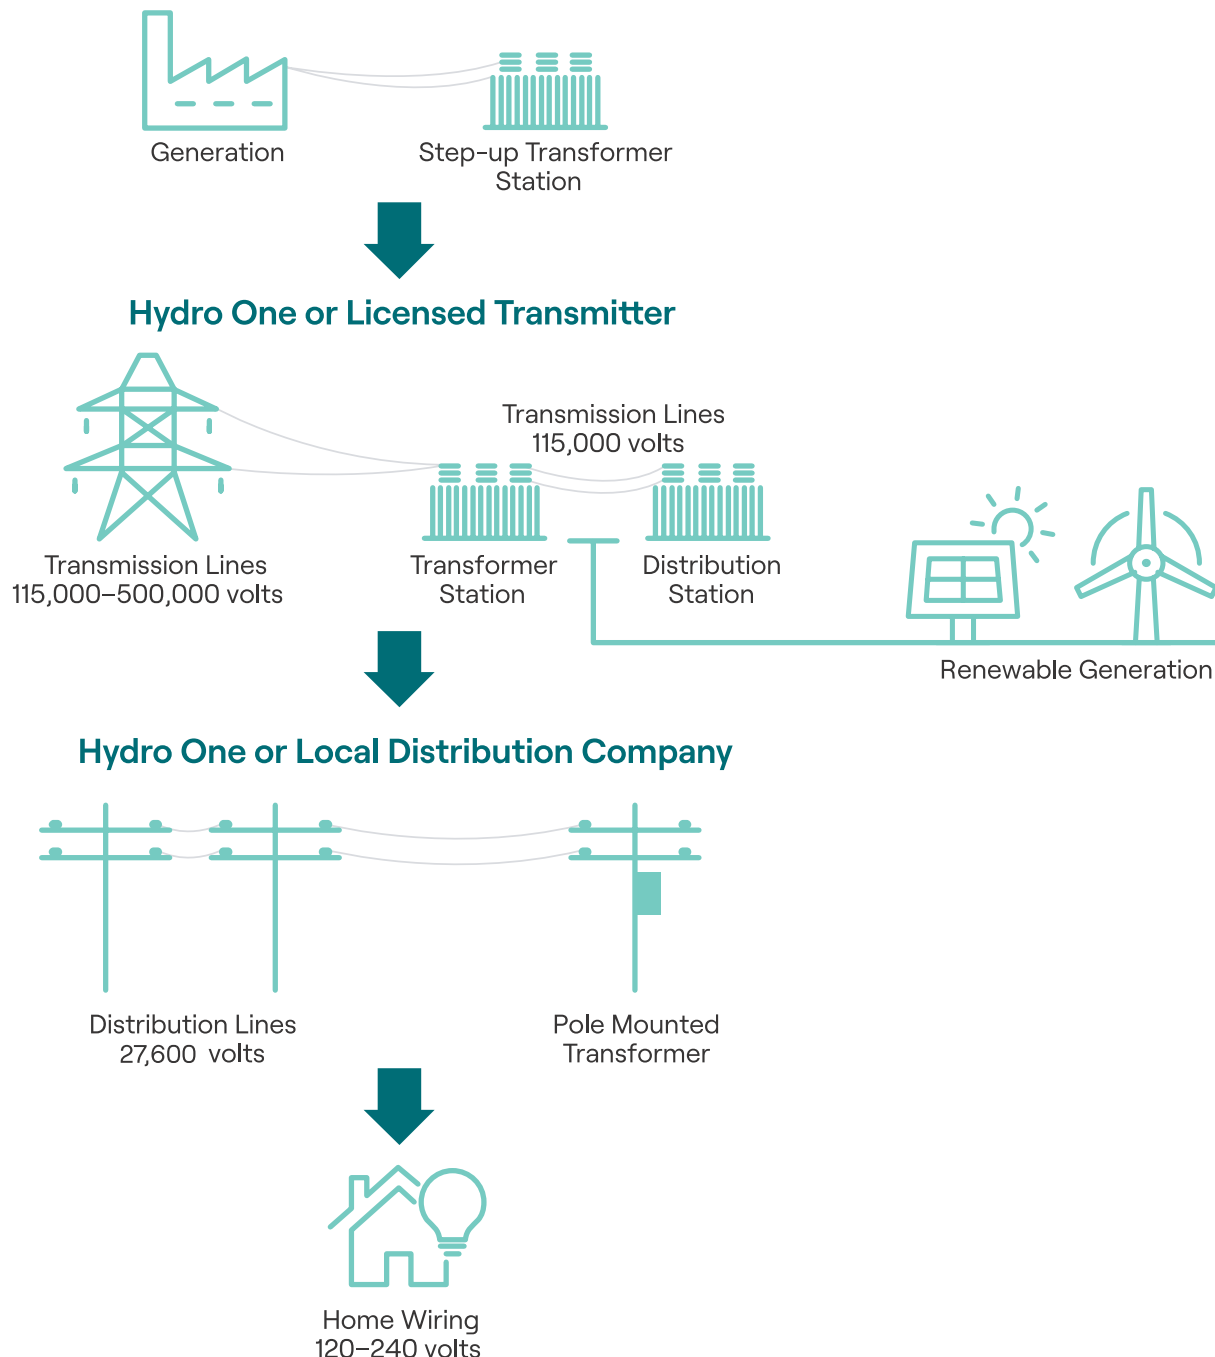 Generation
Step-up Transformer
Station
Hydro One or Licensed Transmitter
Transmission Lines
115,000 volts
Transmission Lines
115,000–500,000 volts
Transformer
Station
Distribution
Station
Renewable Generation
Hydro One or Local Distribution Company
Distribution Lines
27,600 volts
Pole Mounted
Transformer
Home Wiring
120–240 volts